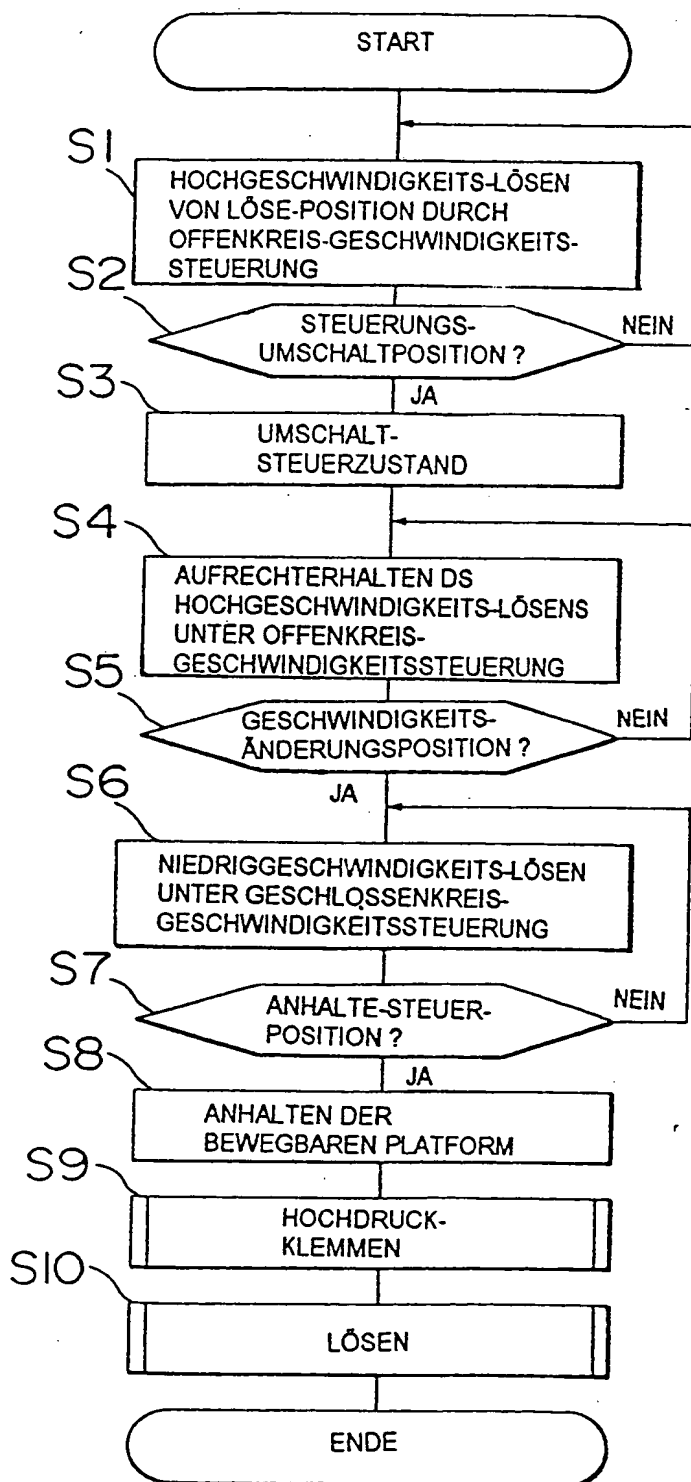 START
S1
HOCHGESCHWINDIGKEITS-LÖSEN
VON LÖSE-POSITION DURCH
OFFENKREIS-GESCHWINDIGKEITS-
STEUERUNG
S2
STEUERUNGS-
UMSCHALTPOSITION ?
NEIN
JA
S3
UMSCHALT-
STEUERZUSTAND
S4
AUFRECHTERHALTEN DS
HOCHGESCHWINDIGKEITS-LÖSENS
UNTER OFFENKREIS-
GESCHWINDIGKEITSSTEUERUNG
S5
GESCHWINDIGKEITS-
ÄNDERUNGSPOSITION ?
NEIN
JA
S6
NIEDRIGGESCHWINDIGKEITS-LÖSEN
UNTER GESCHLOSSENKREIS-
GESCHWINDIGKEITSSTEUERUNG
S7
ANHALTE-STEUER-
POSITION ?
NEIN
JA
S8
ANHALTEN DER
BEWEGBAREN PLATFORM
S9
HOCHDRUCK-
KLEMMEN
S10
LÖSEN
ENDE